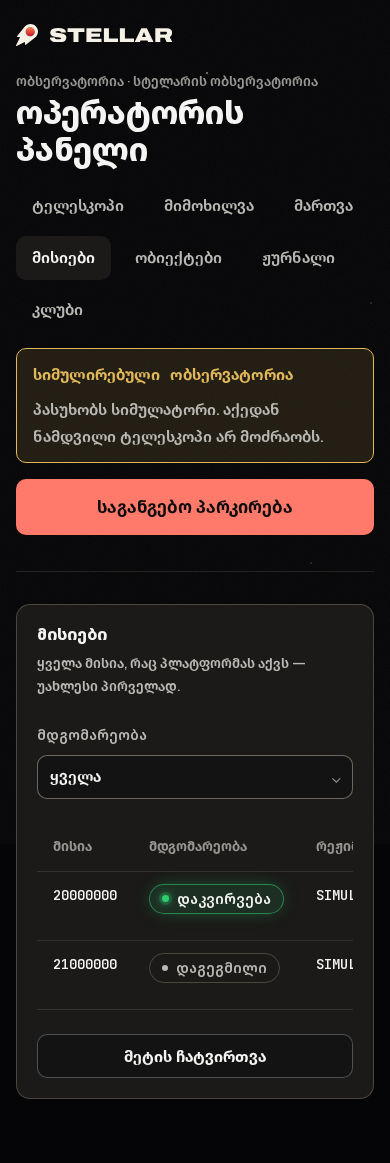 STELLAR
ობსერვატორია · სტელარის ობსერვატორია
ოპერატორის
პანელი
ტელესკოპი მიმოხილვა მართვა
მისიები ობიექტები ჟურნალი
კლუბი
სიმულირებული ობსერვატორია
პასუხობს სიმულატორი. აქედან
ნამდვილი ტელესკოპი არ მოძრაობს.
საგანგებო პარკირება
მისიები
ყველა მისია, რაც პლატფორმას აქვს —
უახლესი პირველად.
მდგომარეობა
ყველა
მისია მდგომარეობა
20000000 დაკვირვება
21000000 დაგეგმილი
მეტის ჩატვირთვა